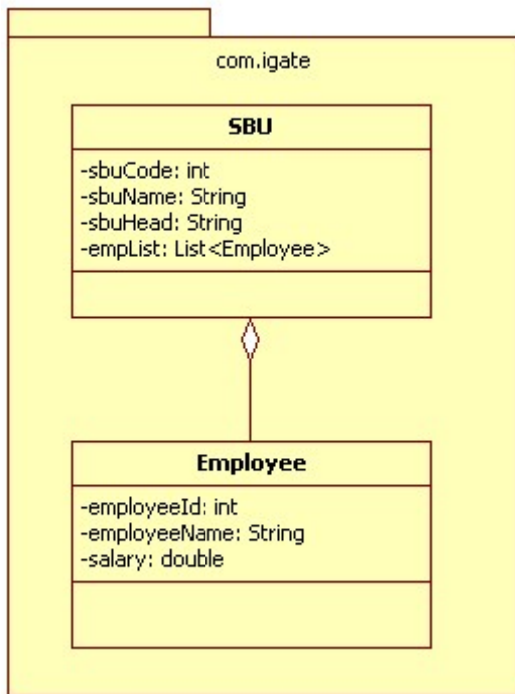 com.igate
SBU
-sbuCode: int
-sbuName: String
-sbuHead: String
-empList: List<Employee>
Employee
-employeeId: int
-employeeName: String
-salary: double